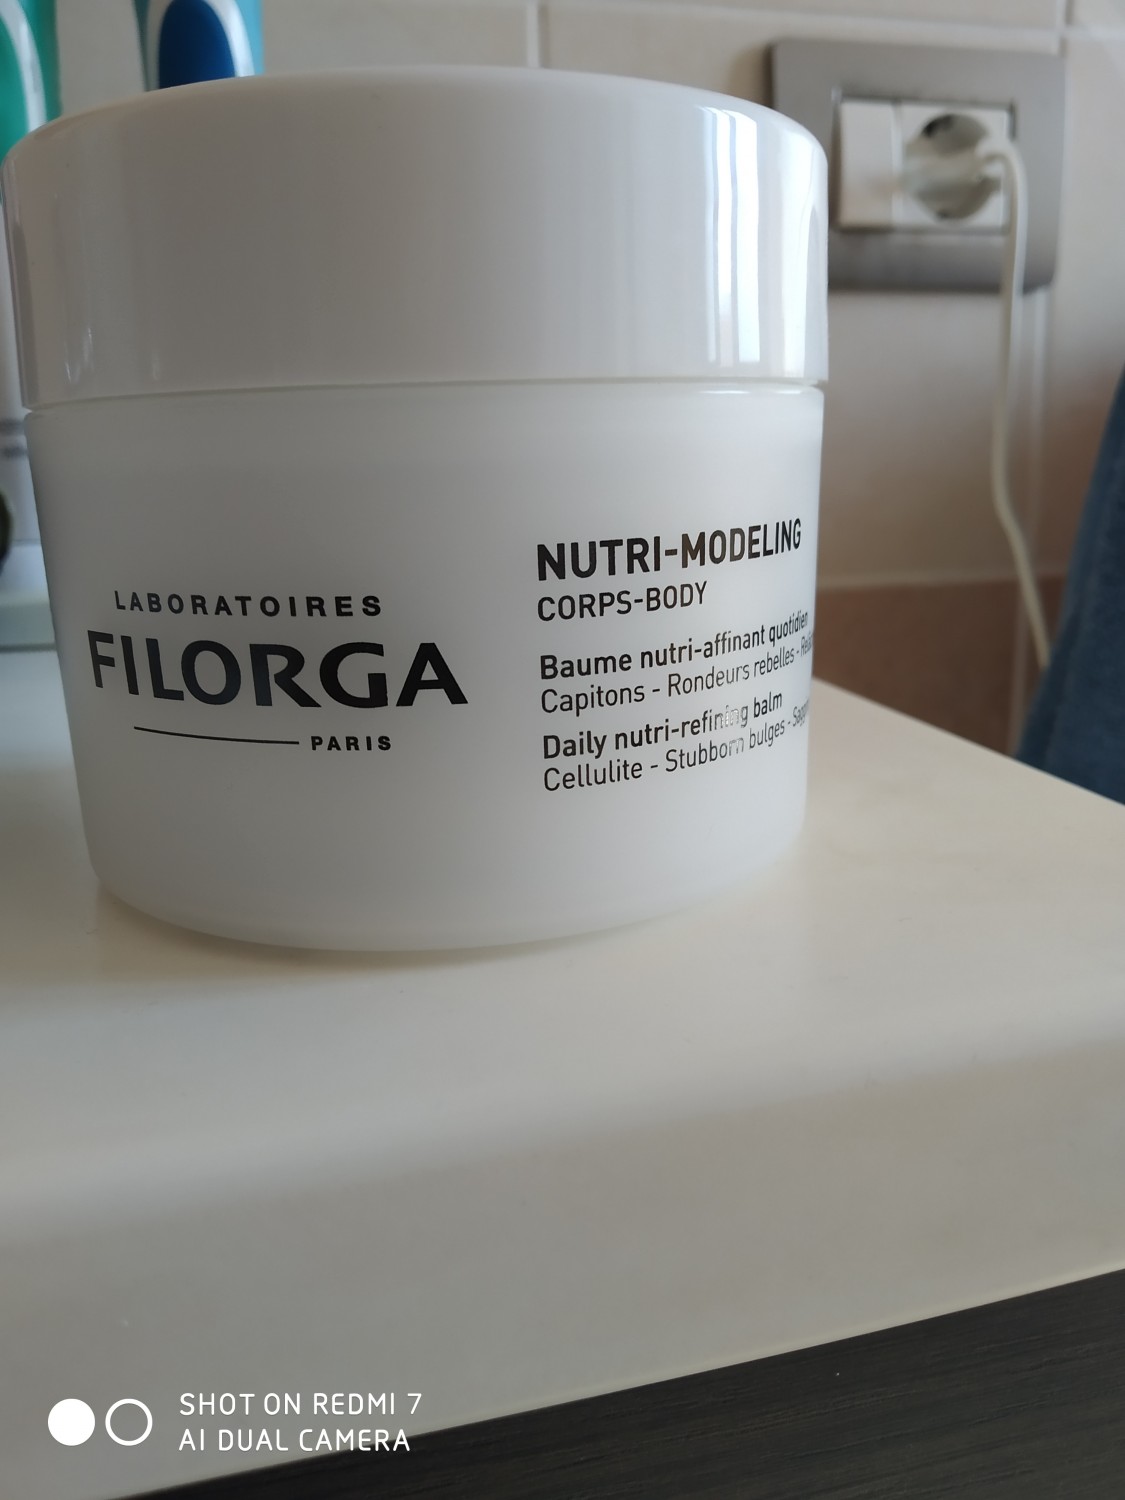 LABORATOIRES
FILORGA
PARIS
NUTRI-MODELING
CORPS-BODY
Baume nutri-affinant quotidien
Capitons - Rondeurs rebelles -
Daily nutri-refining balm
Cellulite - Stubborn bulges -
SHOT ON REDMI 7
AI DUAL CAMERA